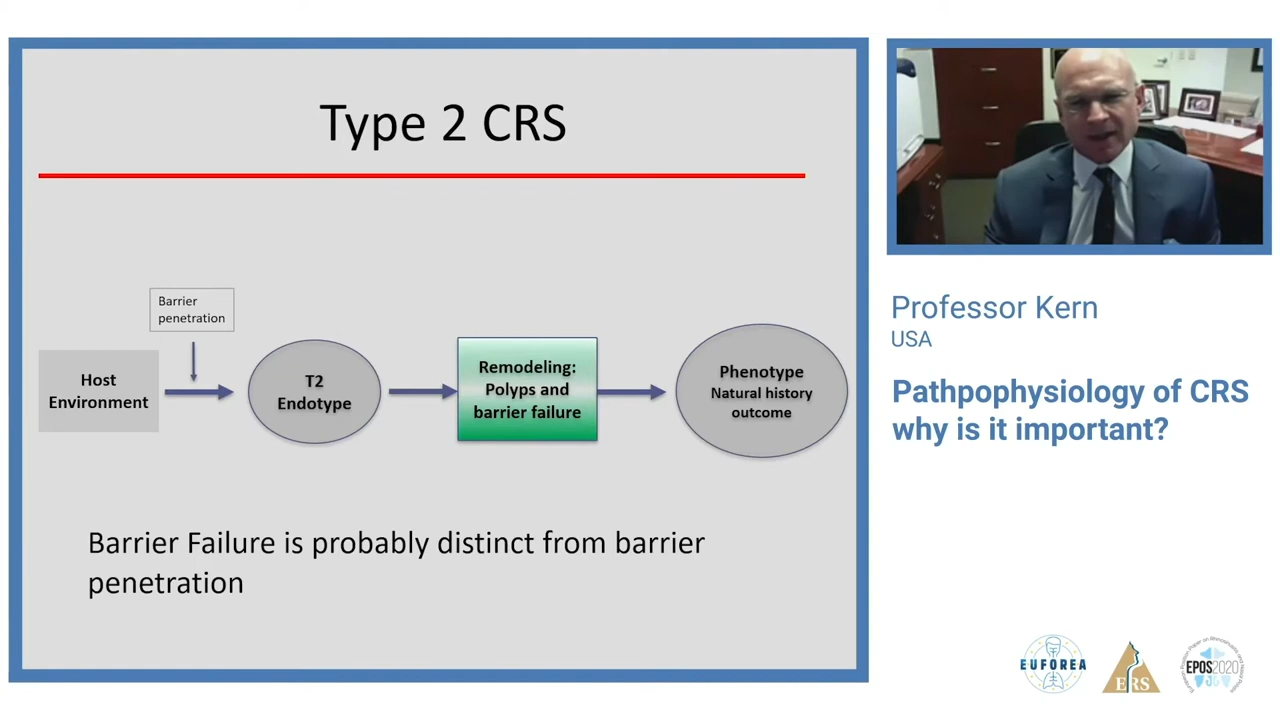 Type 2 CRS
Barrier
penetration
Host
Environment
T2
Endotype
Remodeling:
Polyps and
barrier failure
Phenotype
Natural history
outcome
Barrier Failure is probably distinct from barrier
penetration
Professor Kern
USA
Pathpophysiology of CRS
why is it important?
EUFOREA
ERS
EPOS2020